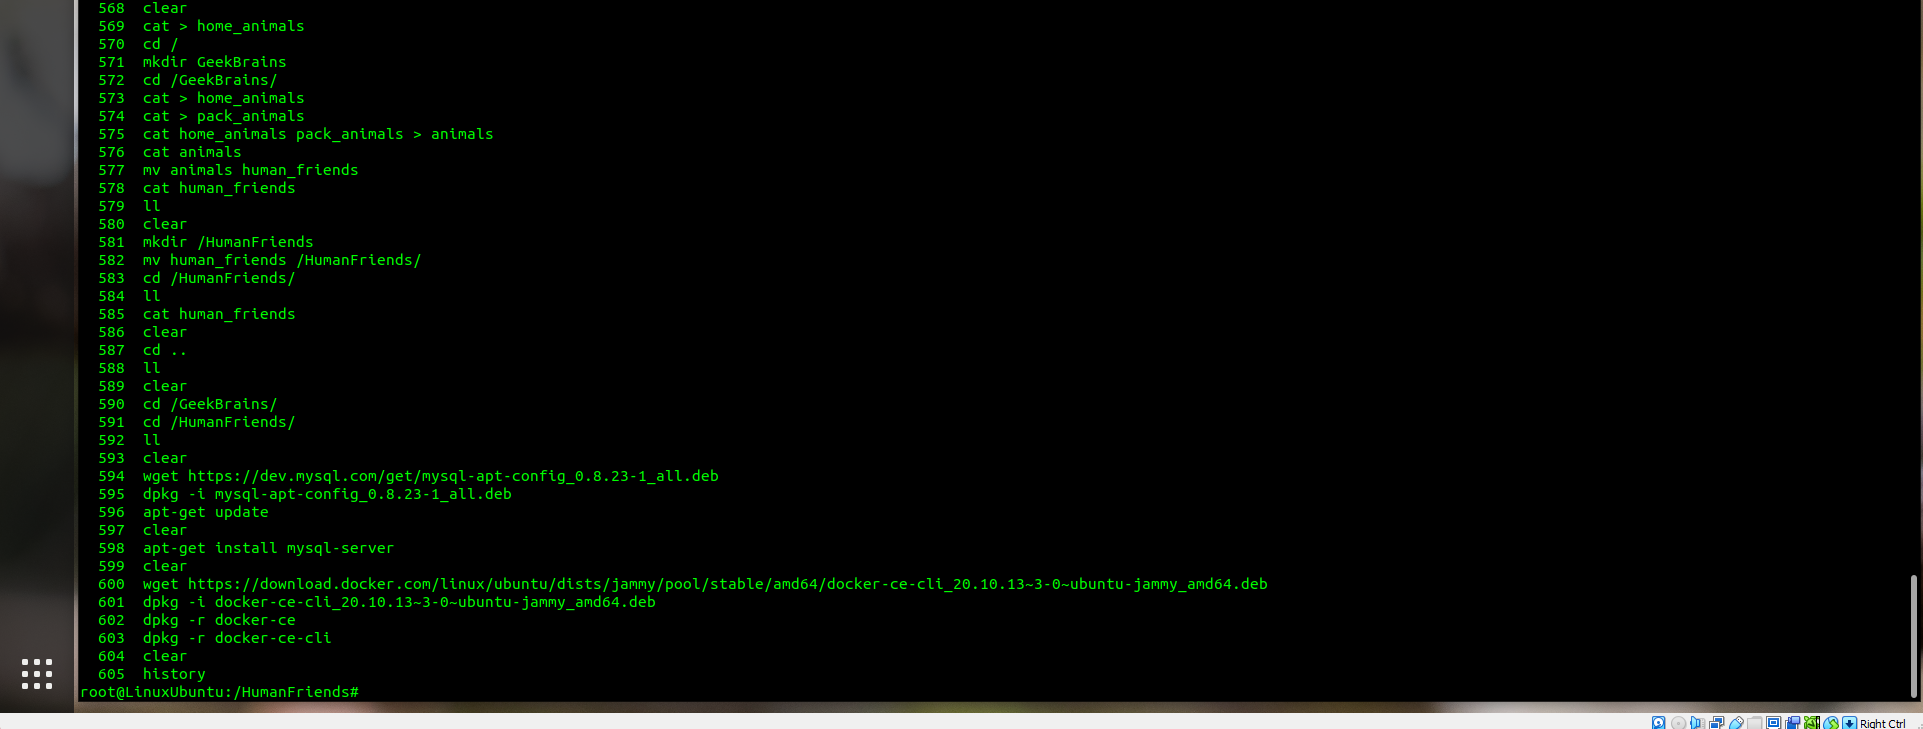 568  clear
569  cat > home_animals
570  cd /
571  mkdir GeekBrains
572  cd /GeekBrains/
573  cat > home_animals
574  cat > pack_animals
575  cat home_animals pack_animals > animals
576  cat animals
577  mv animals human_friends
578  cat human_friends
579  ll
580  clear
581  mkdir /HumanFriends
582  mv human_friends /HumanFriends/
583  cd /HumanFriends/
584  ll
585  cat human_friends
586  clear
587  cd ..
588  ll
589  clear
590  cd /GeekBrains/
591  cd /HumanFriends/
592  ll
593  clear
594  wget https://dev.mysql.com/get/mysql-apt-config_0.8.23-1_all.deb
595  dpkg -i mysql-apt-config_0.8.23-1_all.deb
596  apt-get update
597  clear
598  apt-get install mysql-server
599  clear
600  wget https://download.docker.com/linux/ubuntu/dists/jammy/pool/stable/amd64/docker-ce-cli_20.10.13~3-0~ubuntu-jammy_amd64.deb
601  dpkg -i docker-ce-cli_20.10.13~3-0~ubuntu-jammy_amd64.deb
602  dpkg -r docker-ce
603  dpkg -r docker-ce-cli
604  clear
605  history
root@LinuxUbuntu:/HumanFriends#
Right Ctrl